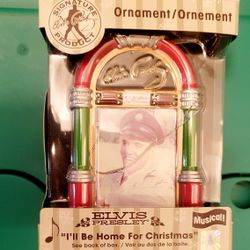 SIGNATURE
PRODUCT
Ornament/Ornement
Elvis Presley
ELVIS
PRESLEY
Musical!
"I'll Be Home For Christmas"
See back of box. / Voir au dos de la boîte.